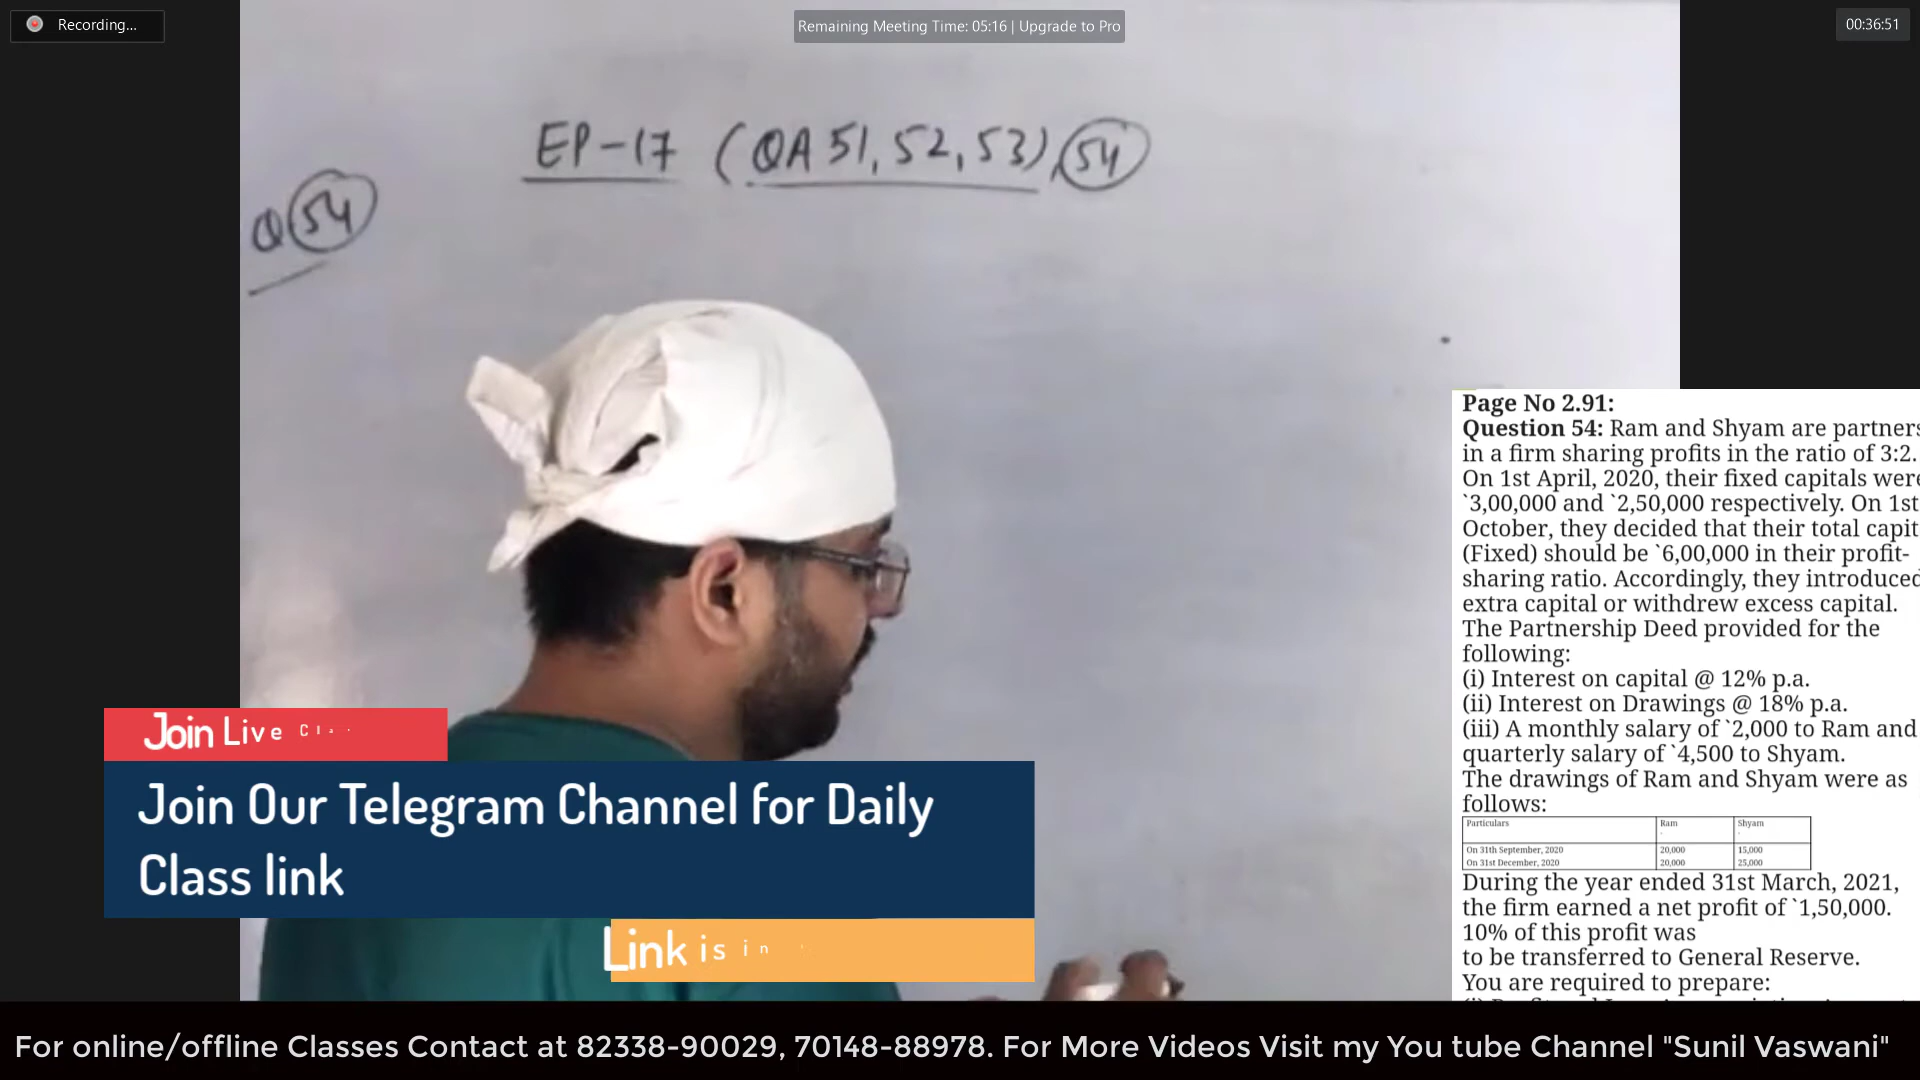 Recording...
Remaining Meeting Time: 05:16 | Upgrade to Pro
00:36:51
EP-17 (QA 51, 52, 53), 54
Q 54
Page No 2.91:
Question 54: Ram and Shyam are partners
in a firm sharing profits in the ratio of 3:2.
On 1st April, 2020, their fixed capitals were
`3,00,000 and `2,50,000 respectively. On 1st
October, they decided that their total capit
(Fixed) should be `6,00,000 in their profit-
sharing ratio. Accordingly, they introduced
extra capital or withdrew excess capital.
The Partnership Deed provided for the
following:
(i) Interest on capital @ 12% p.a.
(ii) Interest on Drawings @ 18% p.a.
(iii) A monthly salary of `2,000 to Ram and
quarterly salary of `4,500 to Shyam.
The drawings of Ram and Shyam were as
follows:
Particulars Ram Shyam
On 31th September, 2020 20,000 15,000
On 31st December, 2020 20,000 25,000
During the year ended 31st March, 2021,
the firm earned a net profit of `1,50,000.
10% of this profit was
to be transferred to General Reserve.
You are required to prepare:
Join Live
Join Our Telegram Channel for Daily
Class link
Link is in
For online/offline Classes Contact at 82338-90029, 70148-88978. For More Videos Visit my You tube Channel "Sunil Vaswani"